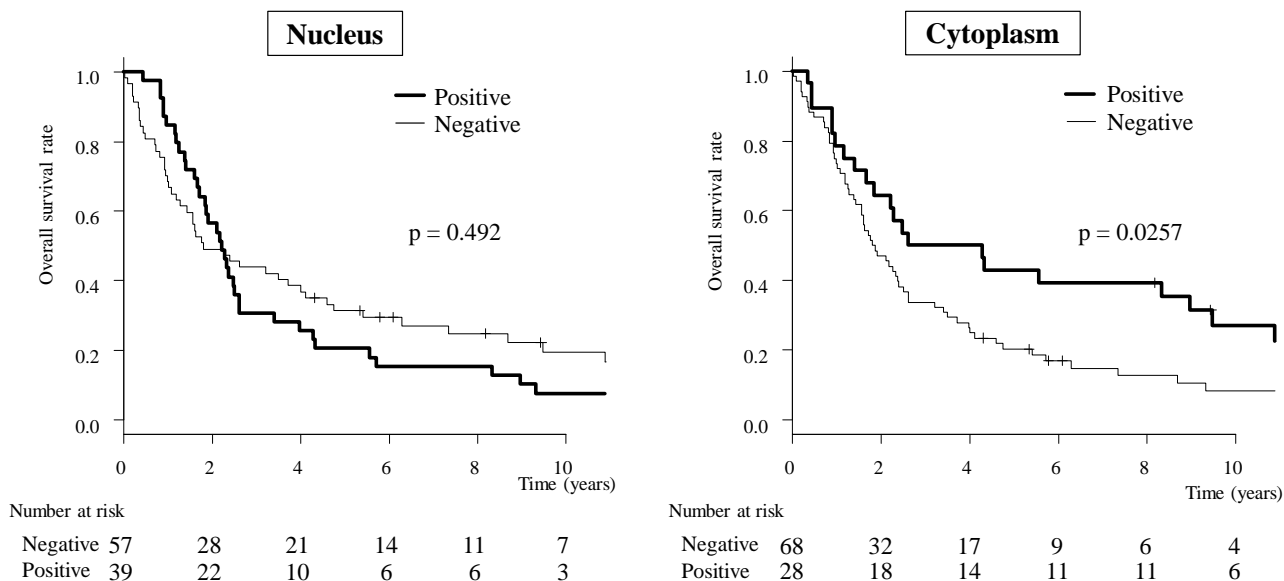 Nucleus
Overall survival rate
1.0
0.8
0.6
0.4
0.2
0.0
Positive
Negative
p = 0.492
0 2 4 6 8 10
Time (years)
Number at risk
Negative 57 28 21 14 11 7
Positive 39 22 10 6 6 3
Cytoplasm
Overall survival rate
1.0
0.8
0.6
0.4
0.2
0.0
Positive
Negative
p = 0.0257
0 2 4 6 8 10
Time (years)
Number at risk
Negative 68 32 17 9 6 4
Positive 28 18 14 11 11 6